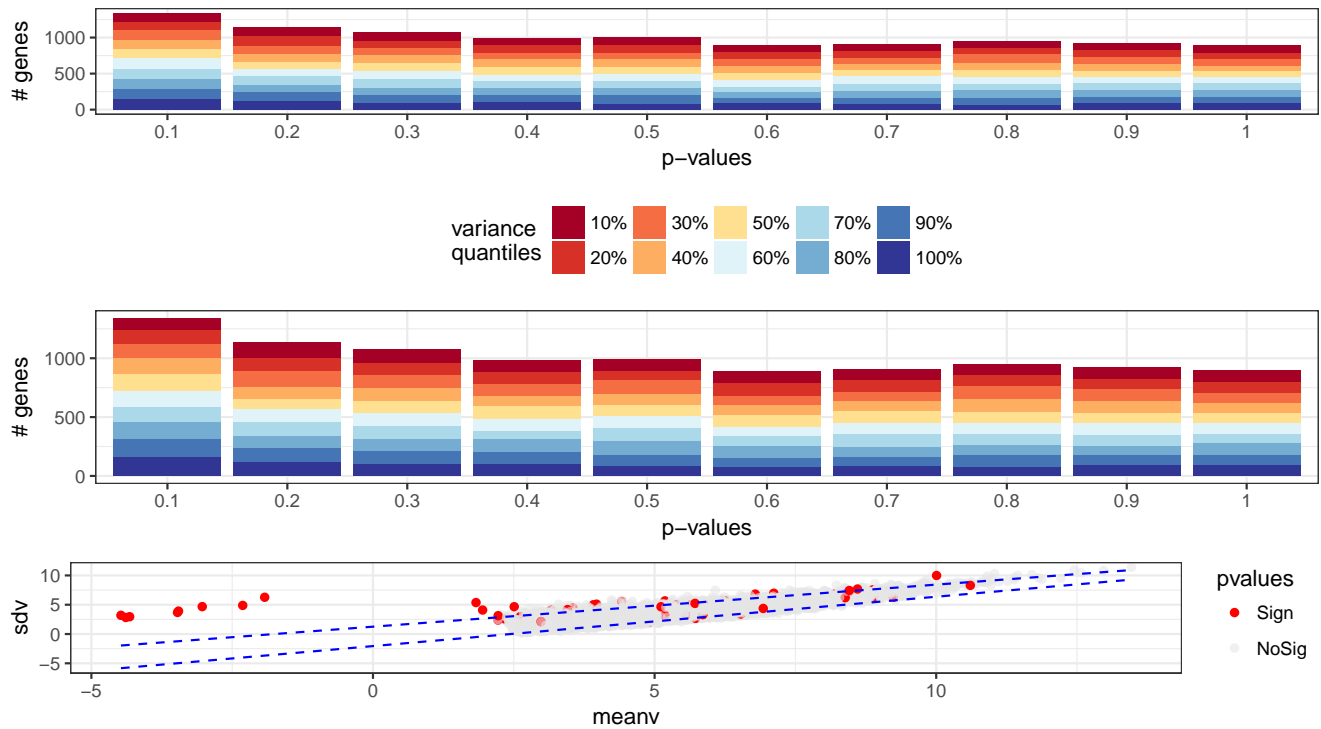 # genes
1000
500
0
0.1 0.2 0.3 0.4 0.5 0.6 0.7 0.8 0.9 1
p−values
variance
quantiles
10% 30% 50% 70% 90%
20% 40% 60% 80% 100%
# genes
1000
500
0
0.1 0.2 0.3 0.4 0.5 0.6 0.7 0.8 0.9 1
p−values
sdv
10
5
0
−5
−5 0 5 10
meanv
pvalues
Sign
NoSig